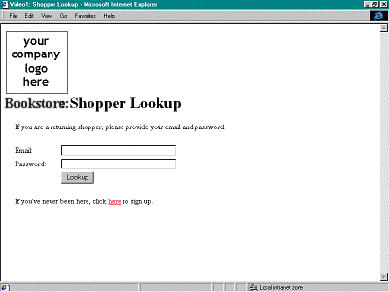 Video1: Shopper Lookup - Microsoft Internet Explorer
File Edit View Go Favorites Help
your
company
logo
here
Bookstore:Shopper Lookup
If you are a returning shopper, please provide your email and password.
Email:
Password:
Lookup
If you've never been here, click here to sign up.
Local intranet zone